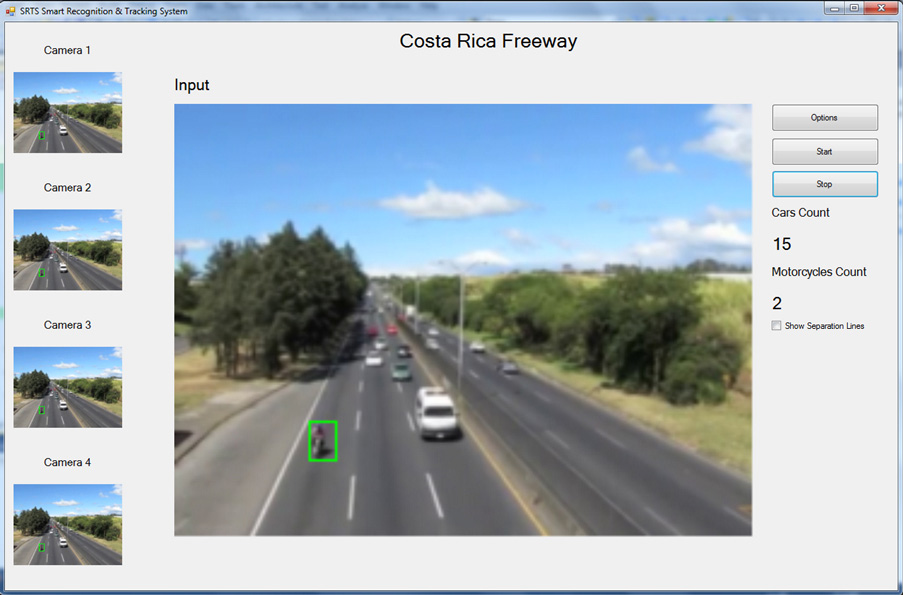 SRTS Smart Recognition & Tracking System
Costa Rica Freeway
Camera 1
Camera 2
Camera 3
Camera 4
Input
Options
Start
Stop
Cars Count
15
Motorcycles Count
2
Show Separation Lines